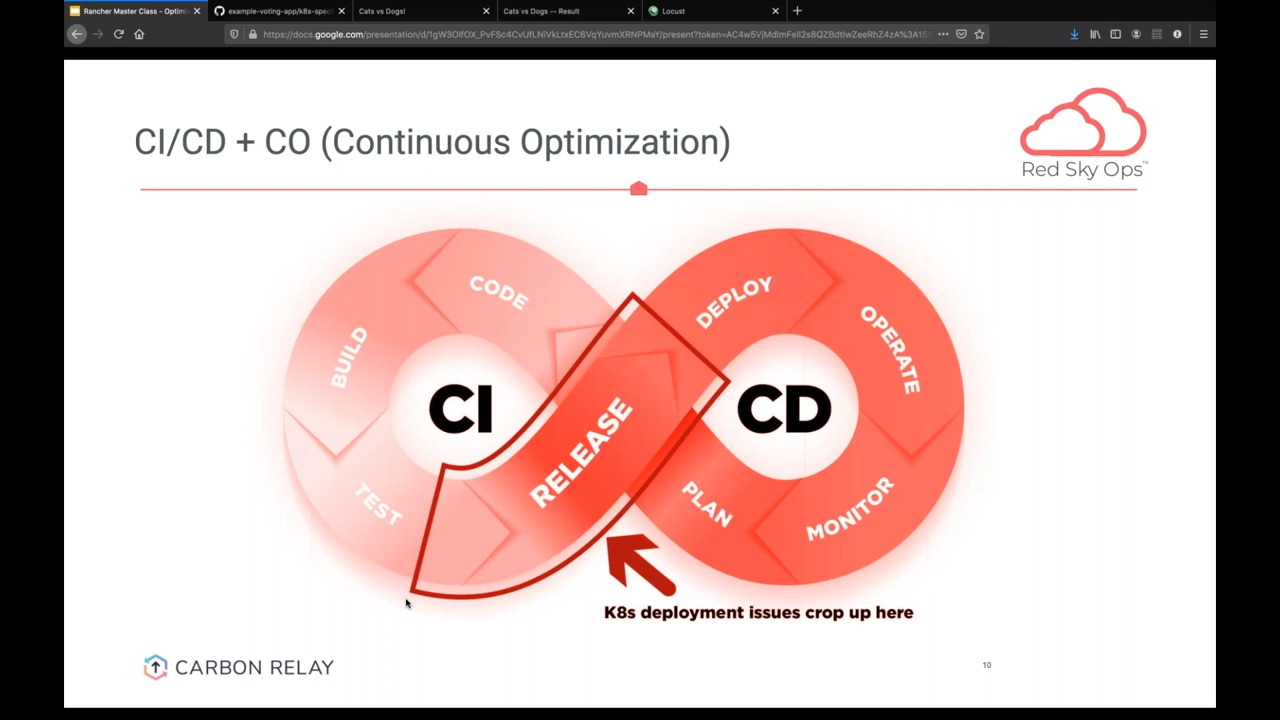 Rancher Master Class - Optimi
example-voting-app/k8s-speci
Cats vs Dogs!
Cats vs Dogs -- Result
Locust
CI/CD + CO (Continuous Optimization)
Red Sky Ops™
CODE
DEPLOY
BUILD
OPERATE
CI
CD
RELEASE
TEST
PLAN
MONITOR
K8s deployment issues crop up here
CARBON RELAY
10